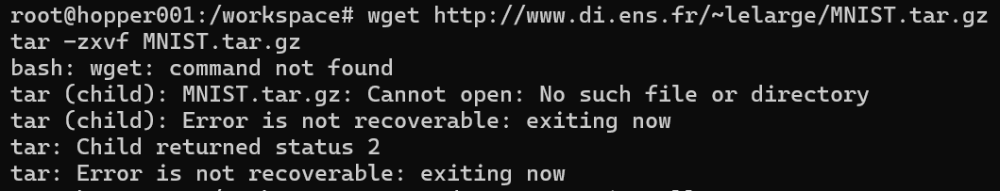 root@hopper001:/workspace# wget http://www.di.ens.fr/~lelarge/MNIST.tar.gz
tar -zxvf MNIST.tar.gz
bash: wget: command not found
tar (child): MNIST.tar.gz: Cannot open: No such file or directory
tar (child): Error is not recoverable: exiting now
tar: Child returned status 2
tar: Error is not recoverable: exiting now